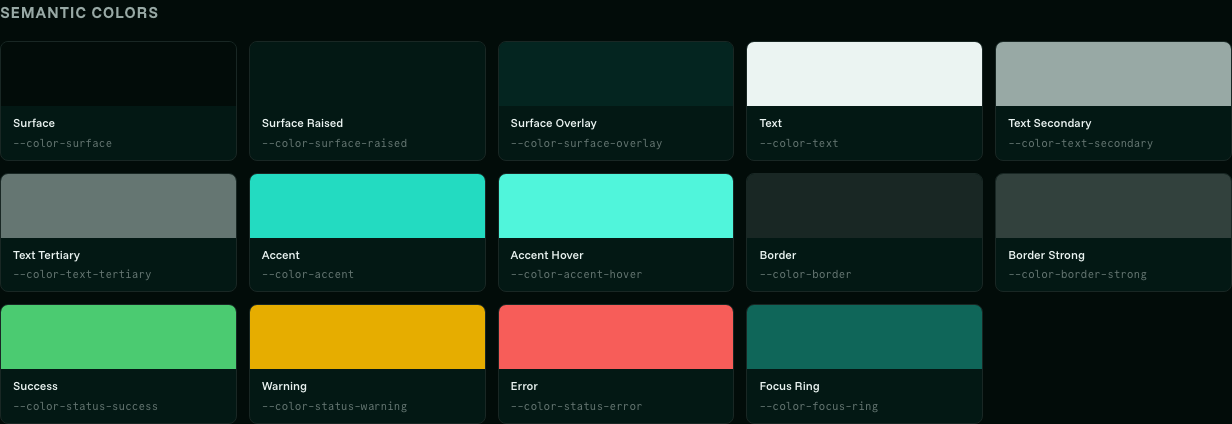 SEMANTIC COLORS
Surface
--color-surface
Surface Raised
--color-surface-raised
Surface Overlay
--color-surface-overlay
Text
--color-text
Text Secondary
--color-text-secondary
Text Tertiary
--color-text-tertiary
Accent
--color-accent
Accent Hover
--color-accent-hover
Border
--color-border
Border Strong
--color-border-strong
Success
--color-status-success
Warning
--color-status-warning
Error
--color-status-error
Focus Ring
--color-focus-ring